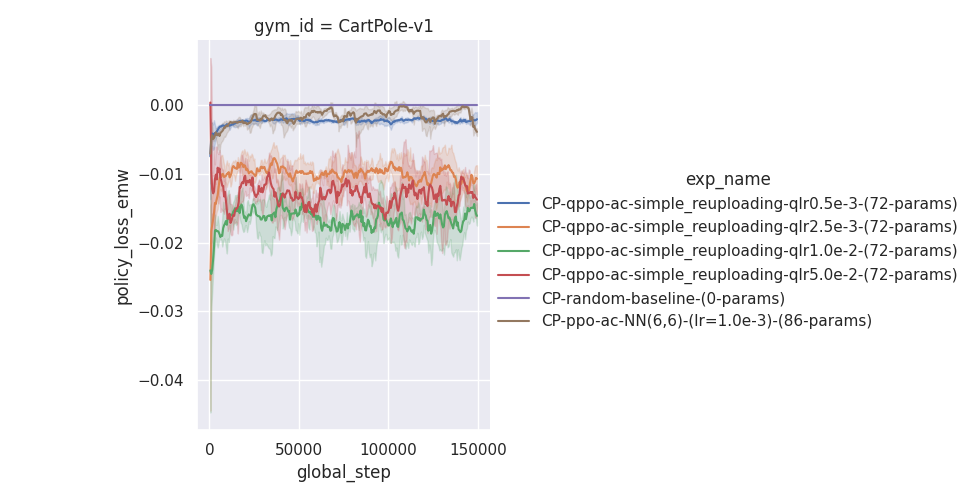 gym_id = CartPole-v1
policy_loss_emw
0.00
−0.01
−0.02
−0.03
−0.04
0
50000
100000
150000
global_step
exp_name
CP-qppo-ac-simple_reuploading-qlr0.5e-3-(72-params)
CP-qppo-ac-simple_reuploading-qlr2.5e-3-(72-params)
CP-qppo-ac-simple_reuploading-qlr1.0e-2-(72-params)
CP-qppo-ac-simple_reuploading-qlr5.0e-2-(72-params)
CP-random-baseline-(0-params)
CP-ppo-ac-NN(6,6)-(lr=1.0e-3)-(86-params)